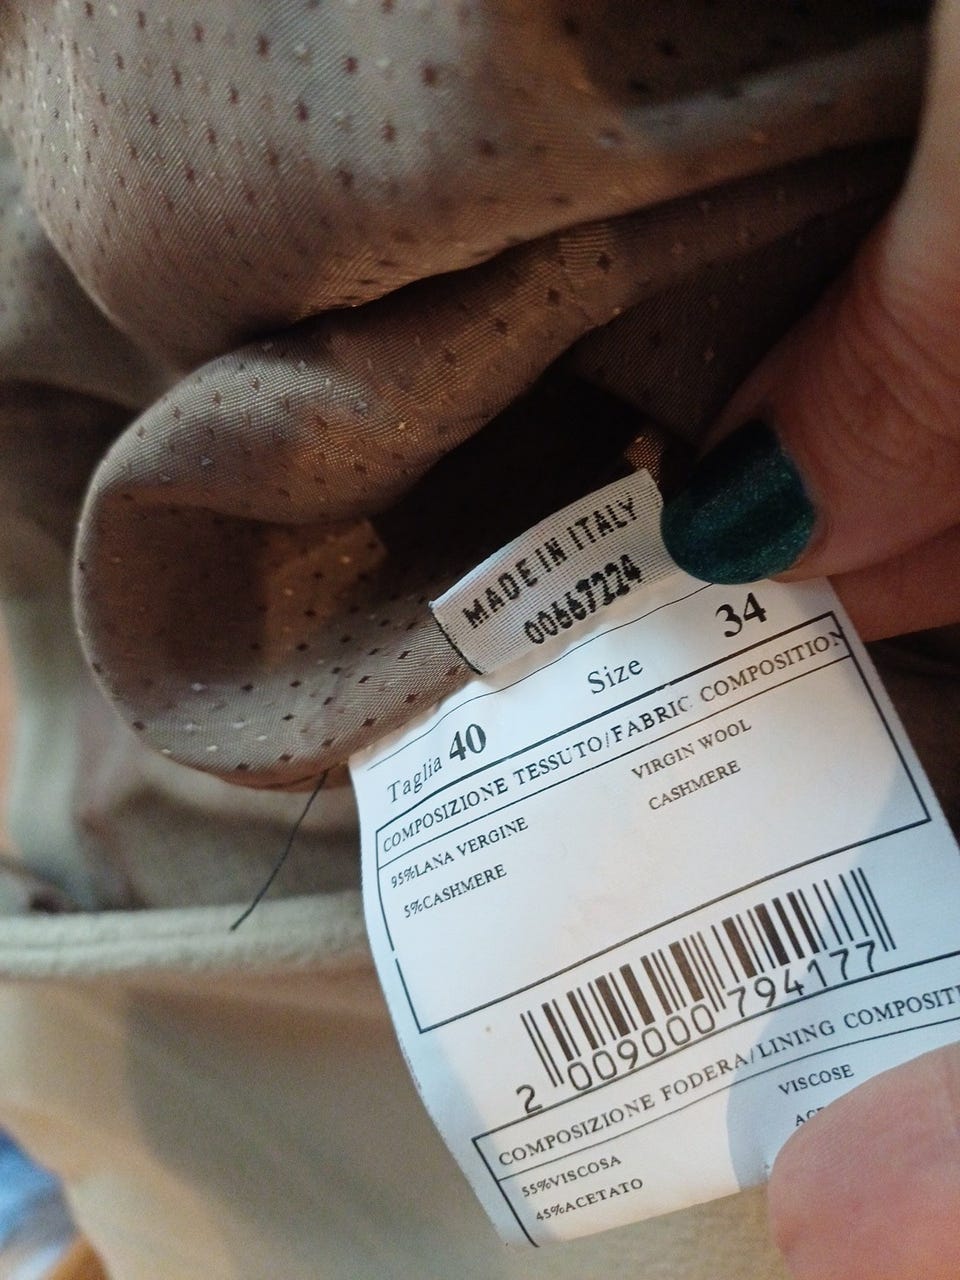 MADE IN ITALY
00667224
Taglia 40 Size 34
COMPOSIZIONE TESSUTO/FABRIC COMPOSITION
95%LANA VERGINE VIRGIN WOOL
5%CASHMERE CASHMERE
2 009000 794177
COMPOSIZIONE FODERA/LINING
55%VISCOSA VISCOSE
45%ACETATO